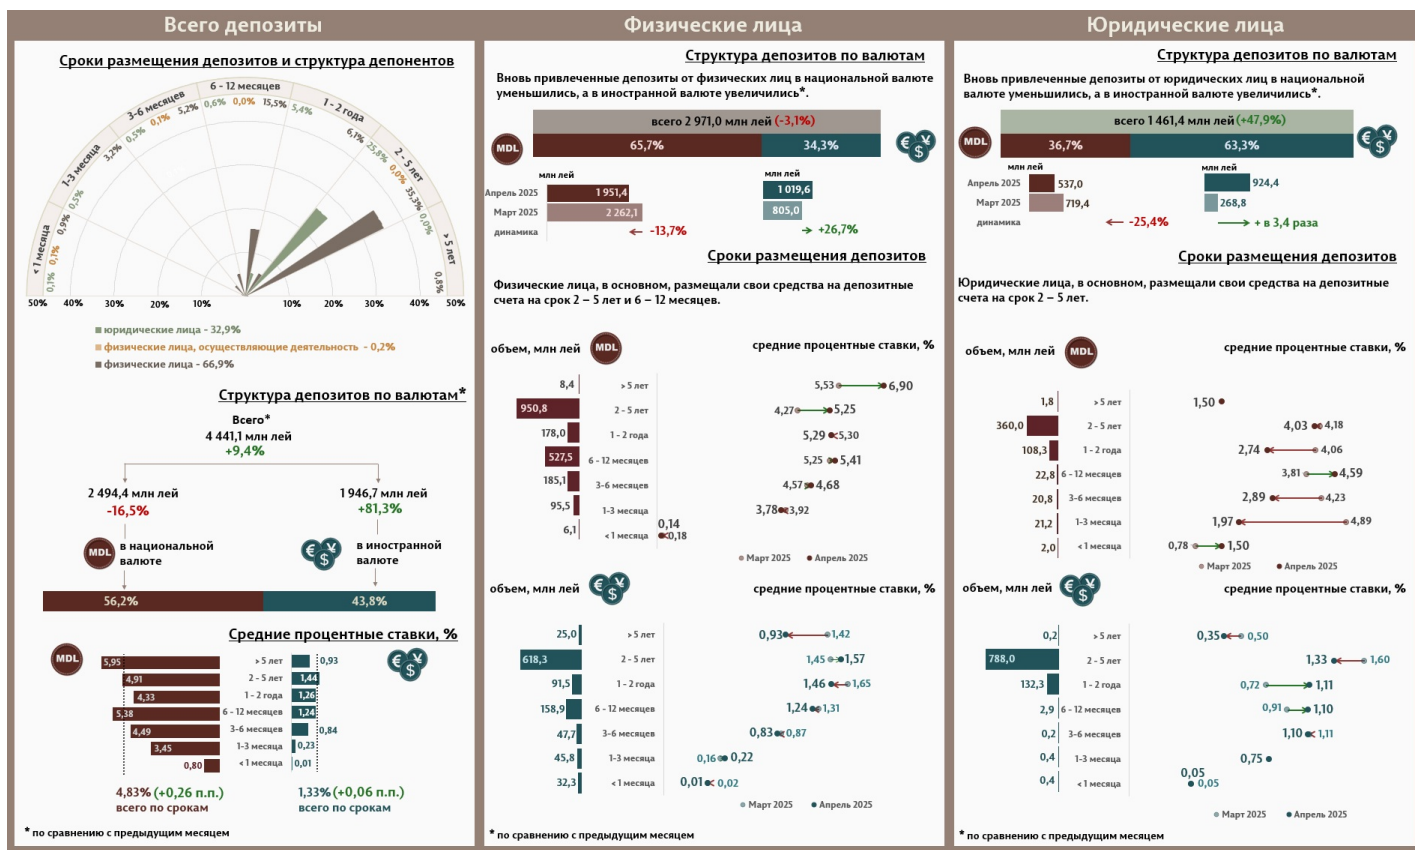 Всего депозиты
Сроки размещения депозитов и структура депонентов
< 1 месяца
1-3 месяца
3-6 месяцев
6 - 12 месяцев
1 - 2 года
2 - 5 лет
> 5 лет
0,1%
0,1%
0,9%
0,5%
3,2%
0,5%
0,1%
5,2%
0,6%
0,0%
15,5%
5,4%
6,1%
25,8%
0,0%
35,3%
0,0%
0,8%
50% 40% 30% 20% 10% 10% 20% 30% 40% 50%
юридические лица - 32,9%
физические лица, осуществляющие деятельность - 0,2%
физические лица - 66,9%
Структура депозитов по валютам*
Всего*
4 441,1 млн лей
+9,4%
2 494,4 млн лей
-16,5%
1 946,7 млн лей
+81,3%
MDL
в национальной
валюте
€ ¥ $
в иностранной
валюте
56,2% 43,8%
Средние процентные ставки, %
MDL
€ ¥ $
5,95 > 5 лет 0,93
4,91 2 - 5 лет 1,44
4,33 1 - 2 года 1,26
5,38 6 - 12 месяцев 1,24
4,49 3-6 месяцев 0,84
3,45 1-3 месяца 0,23
0,80 < 1 месяца 0,01
4,83% (+0,26 п.п.)
всего по срокам
1,33% (+0,06 п.п.)
всего по срокам
* по сравнению с предыдущим месяцем
Физические лица
Структура депозитов по валютам
Вновь привлеченные депозиты от физических лиц в национальной валюте
уменьшились, а в иностранной валюте увеличились*.
всего 2 971,0 млн лей (-3,1%)
MDL 65,7% 34,3% € ¥ $
млн лей млн лей
Апрель 2025 1 951,4 1 019,6
Март 2025 2 262,1 805,0
динамика -13,7% +26,7%
Сроки размещения депозитов
Физические лица, в основном, размещали свои средства на депозитные
счета на срок 2 – 5 лет и 6 – 12 месяцев.
объем, млн лей MDL средние процентные ставки, %
8,4 > 5 лет 5,53 6,90
950,8 2 - 5 лет 4,27 5,25
178,0 1 - 2 года 5,29 5,30
527,5 6 - 12 месяцев 5,25 5,41
185,1 3-6 месяцев 4,57 4,68
95,5 1-3 месяца 3,78 3,92
6,1 < 1 месяца 0,14 0,18
Март 2025 Апрель 2025
объем, млн лей € ¥ $ средние процентные ставки, %
25,0 > 5 лет 0,93 1,42
618,3 2 - 5 лет 1,45 1,57
91,5 1 - 2 года 1,46 1,65
158,9 6 - 12 месяцев 1,24 1,31
47,7 3-6 месяцев 0,83 0,87
45,8 1-3 месяца 0,16 0,22
32,3 < 1 месяца 0,01 0,02
Март 2025 Апрель 2025
* по сравнению с предыдущим месяцем
Юридические лица
Структура депозитов по валютам
Вновь привлеченные депозиты от юридических лиц в национальной
валюте уменьшились, а в иностранной валюте увеличились*.
всего 1 461,4 млн лей (+47,9%)
MDL 36,7% 63,3% € ¥ $
млн лей млн лей
Апрель 2025 537,0 924,4
Март 2025 719,4 268,8
динамика -25,4% + в 3,4 раза
Сроки размещения депозитов
Юридические лица, в основном, размещали свои средства на депозитные
счета на срок 2 – 5 лет.
объем, млн лей MDL средние процентные ставки, %
1,8 > 5 лет 1,50
360,0 2 - 5 лет 4,03 4,18
108,3 1 - 2 года 2,74 4,06
22,8 6 - 12 месяцев 3,81 4,59
20,8 3-6 месяцев 2,89 4,23
21,2 1-3 месяца 1,97 4,89
2,0 < 1 месяца 0,78 1,50
Март 2025 Апрель 2025
объем, млн лей € ¥ $ средние процентные ставки, %
0,2 > 5 лет 0,35 0,50
788,0 2 - 5 лет 1,33 1,60
132,3 1 - 2 года 0,72 1,11
2,9 6 - 12 месяцев 0,91 1,10
0,2 3-6 месяцев 1,10 1,11
0,4 1-3 месяца 0,75
0,4 < 1 месяца 0,05 0,05
Март 2025 Апрель 2025
* по сравнению с предыдущим месяцем